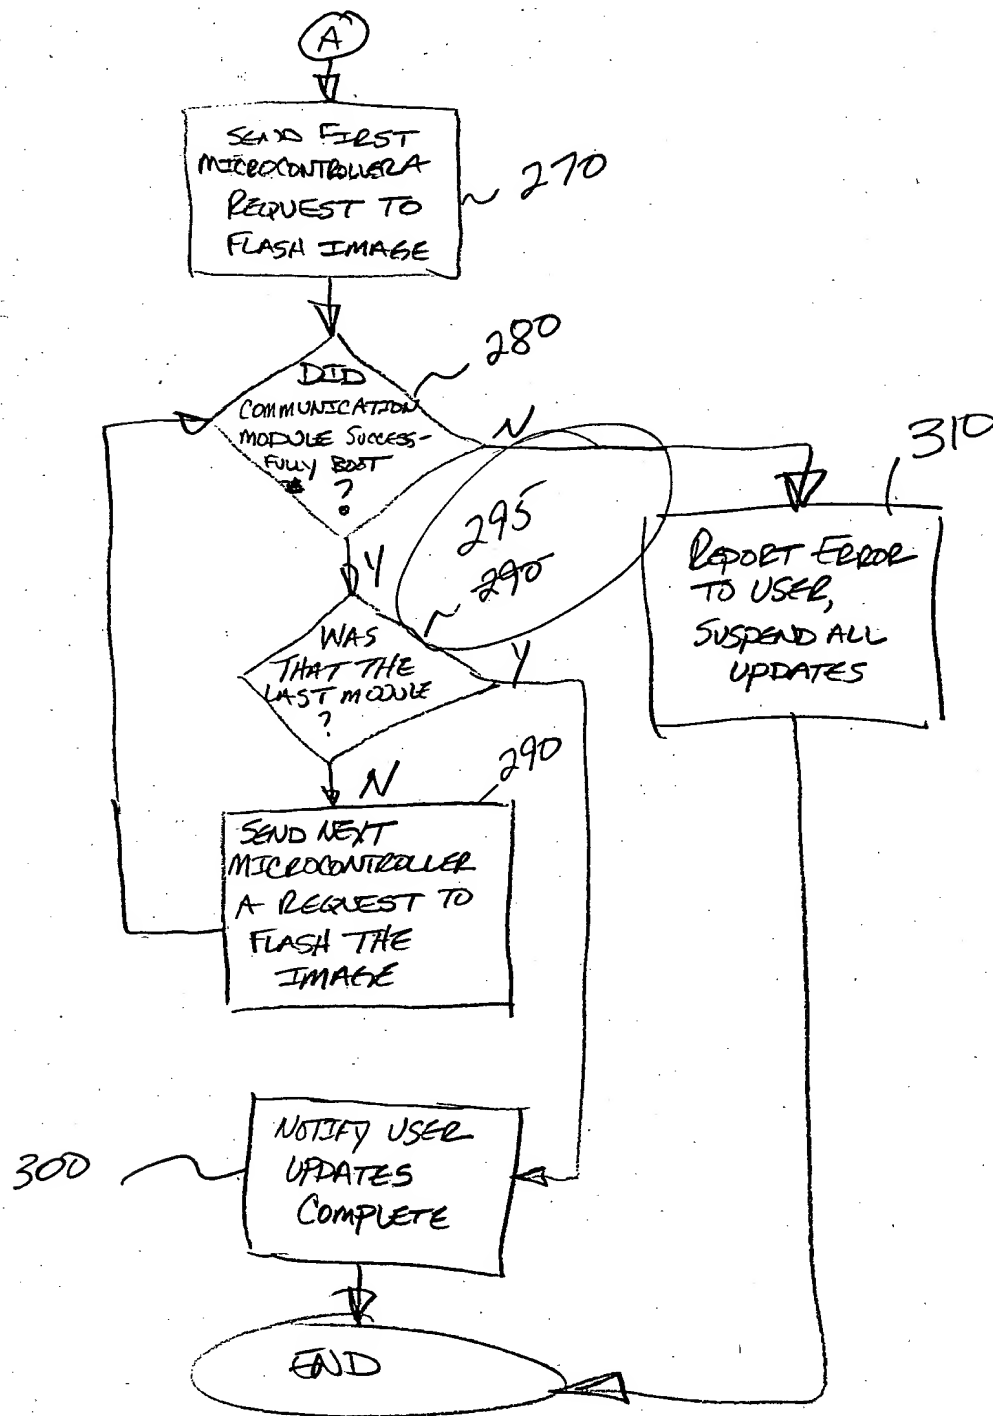 A
SEND FIRST
MICROCONTROLLER A
REQUEST TO
FLASH IMAGE
270
DID
COMMUNICATION
MODULE SUCCESS-
FULLY BOOT
?
280
N
310
REPORT ERROR
TO USER,
SUSPEND ALL
UPDATES
Y
295
290
WAS
THAT THE
LAST MODULE
?
Y
N
290
SEND NEXT
MICROCONTROLLER
A REQUEST TO
FLASH THE
IMAGE
300
NOTIFY USER
UPDATES
COMPLETE
END